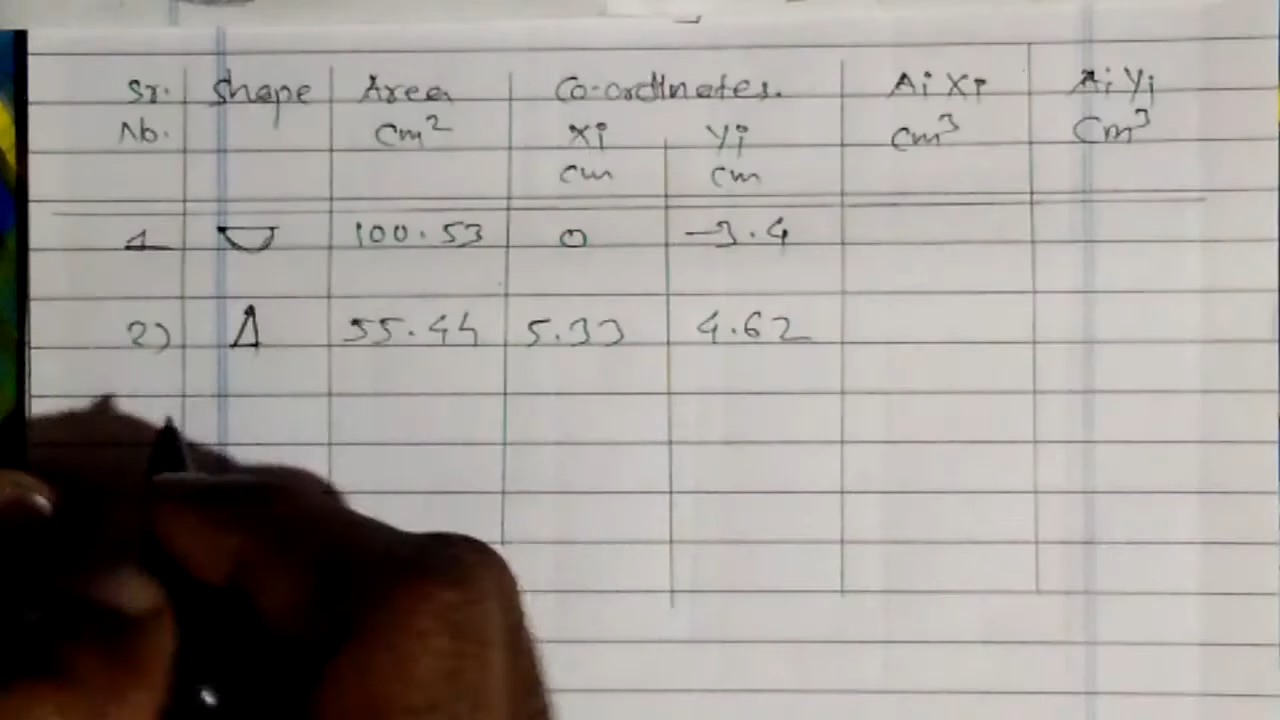 Sr. Shape Area Co-ordinates. Ai Xi Ai Yi
No. cm² xi yi cm³ cm³
cm cm
1 100.53 0 -3.4
2) 55.44 5.33 4.62